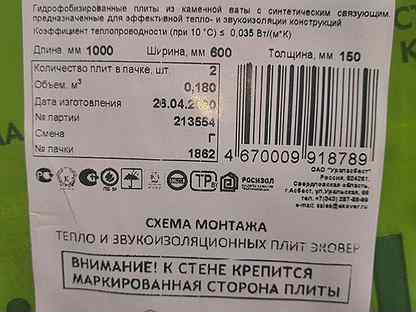 Гидрофобизированные плиты из каменной ваты с синтетическим связующим,
предназначенные для эффективной тепло- и звукоизоляции конструкций
Коэффициент теплопроводности (при 10 °С) ≤ 0,035 Вт/(м*К)
Длина, мм 1000 Ширина, мм 600 Толщина, мм 150
Количество плит в пачке, шт. 2
Объем, м³ 0,180
Дата изготовления 26.04.
№ партии 213554
Смена Г
№ пачки 1862
4 670009 918789
ОАО "Ураласбест"
Россия, 624261,
Свердловская область,
г.Асбест, ул.Уральская, 66
e-mail: sales@ekover.ru
РОСИЗОЛ
СХЕМА МОНТАЖА
ТЕПЛО И ЗВУКОИЗОЛЯЦИОННЫХ ПЛИТ ЭКОВЕР
ВНИМАНИЕ! К СТЕНЕ КРЕПИТСЯ
МАРКИРОВАННАЯ СТОРОНА ПЛИТЫ